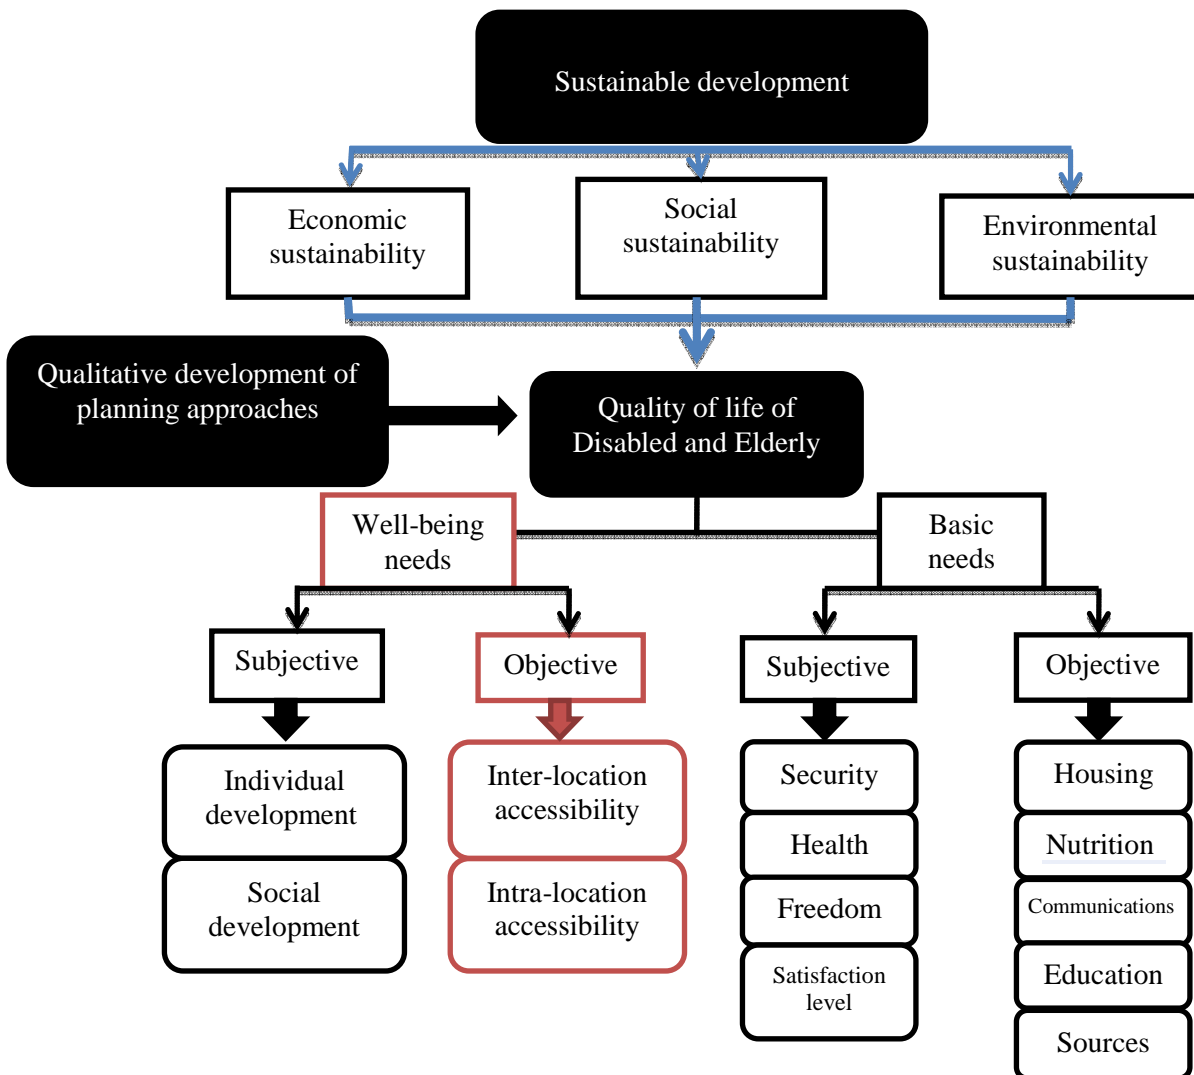 Sustainable development
Economic
sustainability
Social
sustainability
Environmental
sustainability
Qualitative development of
planning approaches
Quality of life of
Disabled and Elderly
Well-being
needs
Basic
needs
Subjective
Objective
Subjective
Objective
Individual
development
Social
development
Inter-location
accessibility
Intra-location
accessibility
Security
Health
Freedom
Satisfaction
level
Housing
Nutrition
Communications
Education
Sources